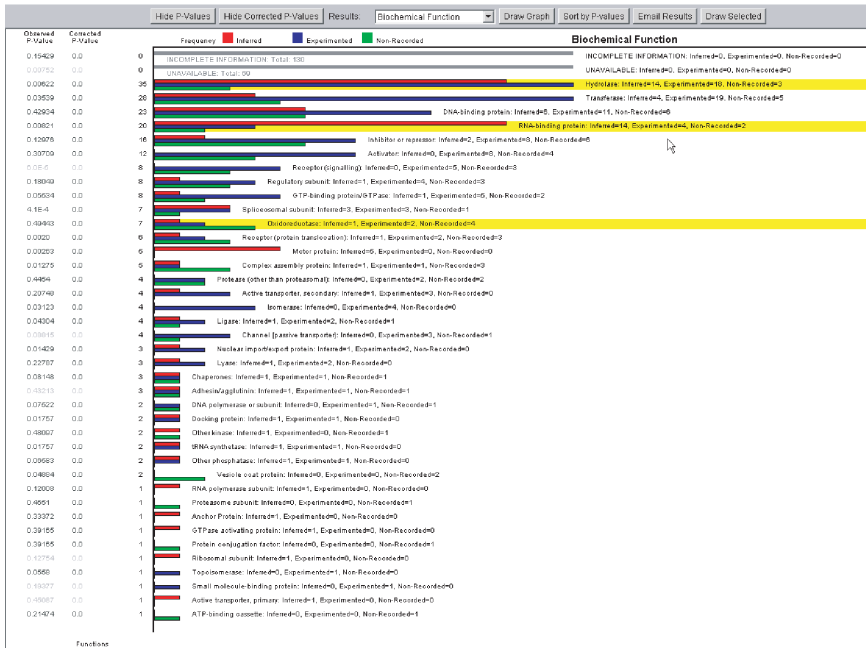 Hide P-Values Hide Corrected P-Values Results: Biochemical Function Draw Graph Sort by P-values Email Results Draw Selected
Observed P-Value Corrected P-Value Frequency Inferred Experimented Non-Recorded Biochemical Function
0.15429 0.0 0 INCOMPLETE INFORMATION: Total: 130 INCOMPLETE INFORMATION: Inferred=0, Experimented=0, Non-Recorded=0
0.0 0 UNAVAILABLE: Total: UNAVAILABLE: Inferred=0, Experimented=0, Non-Recorded=0
0.00622 0.0 35 Hydrolase: Inferred=14, Experimented=18, Non-Recorded=3
0.03539 0.0 28 Transferase: Inferred=4, Experimented=19, Non-Recorded=5
0.42934 0.0 23 DNA-binding protein: Inferred=6, Experimented=11, Non-Recorded=6
0.00821 0.0 20 RNA-binding protein: Inferred=14, Experimented=4, Non-Recorded=2
0.12976 0.0 16 Inhibitor or repressor: Inferred=2, Experimented=8, Non-Recorded=6
0.30709 0.0 12 Activator: Inferred=0, Experimented=8, Non-Recorded=4
0.0 8 Receptor (signalling): Inferred=0, Experimented=5, Non-Recorded=3
0.18049 0.0 8 Regulatory subunit: Inferred=1, Experimented=4, Non-Recorded=3
0.05634 0.0 8 GTP-binding protein/GTPase: Inferred=1, Experimented=5, Non-Recorded=2
4.1E-4 0.0 7 Spliceosomal subunit: Inferred=3, Experimented=3, Non-Recorded=1
0.49493 0.0 7 Oxidoreductase: Inferred=1, Experimented=2, Non-Recorded=4
0.0020 0.0 6 Receptor (protein translocation): Inferred=1, Experimented=2, Non-Recorded=3
0.00263 0.0 5 Motor protein: Inferred=5, Experimented=0, Non-Recorded=0
0.01275 0.0 5 Complex assembly protein: Inferred=1, Experimented=1, Non-Recorded=3
0.4454 0.0 4 Protease (other than proteasomal): Inferred=0, Experimented=2, Non-Recorded=2
0.20748 0.0 4 Active transporter, secondary: Inferred=1, Experimented=3, Non-Recorded=0
0.03123 0.0 4 Isomerase: Inferred=0, Experimented=4, Non-Recorded=0
0.04304 0.0 4 Ligase: Inferred=1, Experimented=2, Non-Recorded=1
0.0 4 Channel [passive transporter]: Inferred=0, Experimented=3, Non-Recorded=1
0.01429 0.0 3 Nuclear import/export protein: Inferred=1, Experimented=2, Non-Recorded=0
0.22787 0.0 3 Lyase: Inferred=1, Experimented=2, Non-Recorded=0
0.08148 0.0 3 Chaperones: Inferred=1, Experimented=1, Non-Recorded=1
0.43213 0.0 3 Adhesin/agglutinin: Inferred=1, Experimented=1, Non-Recorded=1
0.07522 0.0 2 DNA polymerase or subunit: Inferred=0, Experimented=1, Non-Recorded=1
0.01757 0.0 2 Docking protein: Inferred=1, Experimented=1, Non-Recorded=0
0.48097 0.0 2 Other kinase: Inferred=1, Experimented=0, Non-Recorded=1
0.01757 0.0 2 tRNA synthetase: Inferred=1, Experimented=1, Non-Recorded=0
0.06583 0.0 2 Other phosphatase: Inferred=1, Experimented=1, Non-Recorded=0
0.04884 0.0 2 Vesicle coat protein: Inferred=0, Experimented=0, Non-Recorded=2
0.12008 0.0 1 RNA polymerase subunit: Inferred=1, Experimented=0, Non-Recorded=0
0.4651 0.0 1 Proteasome subunit: Inferred=0, Experimented=0, Non-Recorded=1
0.33372 0.0 1 Anchor Protein: Inferred=1, Experimented=0, Non-Recorded=0
0.39155 0.0 1 GTPase activating protein: Inferred=1, Experimented=0, Non-Recorded=0
0.39155 0.0 1 Protein conjugation factor: Inferred=0, Experimented=0, Non-Recorded=1
0.12754 0.0 1 Ribosomal subunit: Inferred=1, Experimented=0, Non-Recorded=0
0.0558 0.0 1 Topoisomerase: Inferred=0, Experimented=1, Non-Recorded=0
0.0 1 Small molecule-binding protein: Inferred=0, Experimented=1, Non-Recorded=0
0.0 1 Active transporter, primary: Inferred=1, Experimented=0, Non-Recorded=0
0.21474 0.0 1 ATP-binding cassette: Inferred=0, Experimented=0, Non-Recorded=1
Functions